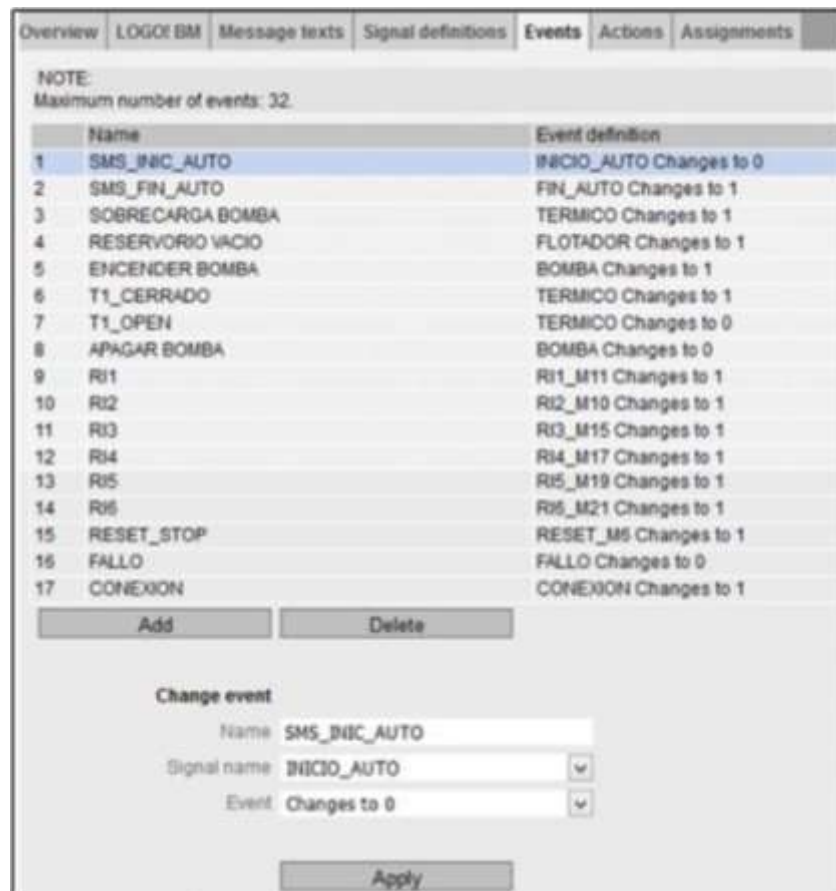 Overview LOGO! BM Message texts Signal definitions Events Actions Assignments
NOTE:
Maximum number of events: 32.
Name Event definition
1 SMS_INIC_AUTO INICIO_AUTO Changes to 0
2 SMS_FIN_AUTO FIN_AUTO Changes to 1
3 SOBRECARGA BOMBA TERMICO Changes to 1
4 RESERVORIO VACIO FLOTADOR Changes to 1
5 ENCENDER BOMBA BOMBA Changes to 1
6 T1_CERRADO TERMICO Changes to 1
7 T1_OPEN TERMICO Changes to 0
8 APAGAR BOMBA BOMBA Changes to 0
9 RI1 RI1_M11 Changes to 1
10 RI2 RI2_M10 Changes to 1
11 RI3 RI3_M15 Changes to 1
12 RI4 RI4_M17 Changes to 1
13 RI5 RI5_M19 Changes to 1
14 RI6 RI6_M21 Changes to 1
15 RESET_STOP RESET_M6 Changes to 1
16 FALLO FALLO Changes to 0
17 CONEXION CONEXION Changes to 1
Add Delete
Change event
Name SMS_INIC_AUTO
Signal name INICIO_AUTO
Event Changes to 0
Apply